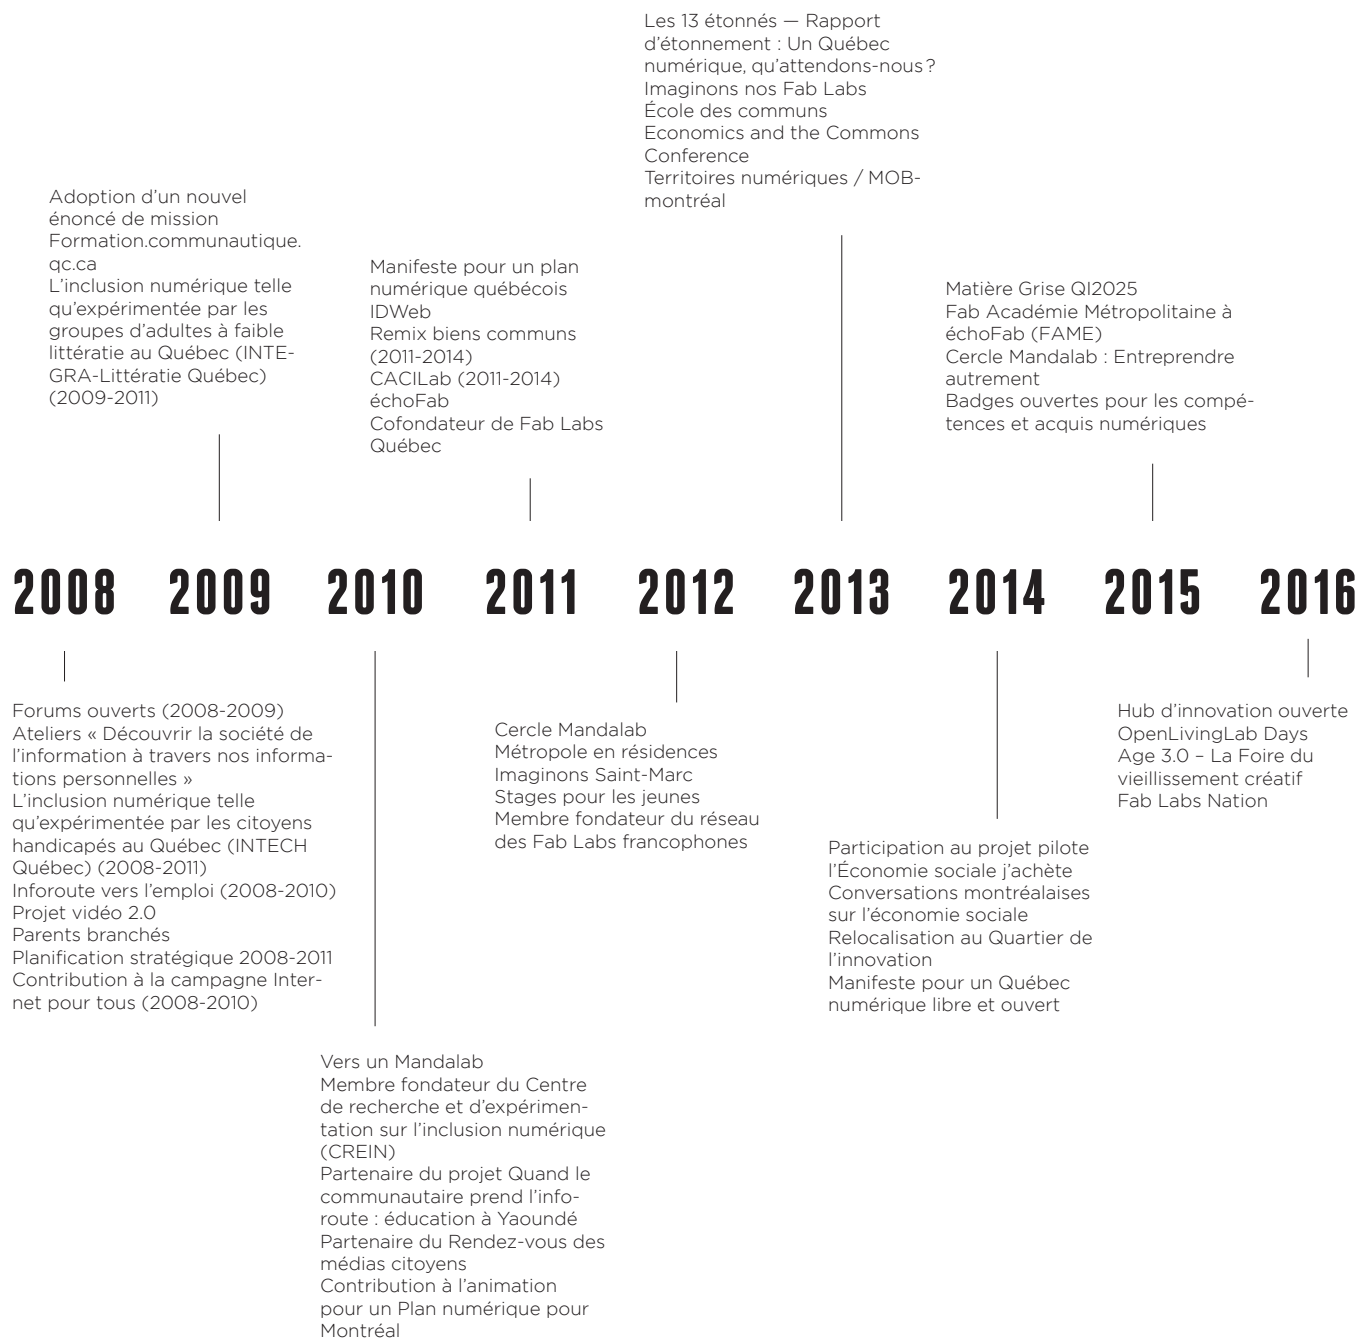 Les 13 étonnés — Rapport
d’étonnement : Un Québec
numérique, qu’attendons-nous ?
Imaginons nos Fab Labs
École des communs
Economics and the Commons
Conference
Territoires numériques / MOB-
montréal
Adoption d’un nouvel
énoncé de mission
Formation.communautique.
qc.ca
L’inclusion numérique telle
qu’expérimentée par les
groupes d’adultes à faible
littératie au Québec (INTE-
GRA-Littératie Québec)
(2009-2011)
Manifeste pour un plan
numérique québécois
IDWeb
Remix biens communs
(2011-2014)
CACILab (2011-2014)
échoFab
Cofondateur de Fab Labs
Québec
Matière Grise QI2025
Fab Académie Métropolitaine à
échoFab (FAME)
Cercle Mandalab : Entreprendre
autrement
Badges ouvertes pour les compé-
tences et acquis numériques
2008 2009 2010 2011 2012 2013 2014 2015 2016
Forums ouverts (2008-2009)
Ateliers « Découvrir la société de
l’information à travers nos informa-
tions personnelles »
L’inclusion numérique telle
qu’expérimentée par les citoyens
handicapés au Québec (INTECH
Québec) (2008-2011)
Inforoute vers l’emploi (2008-2010)
Projet vidéo 2.0
Parents branchés
Planification stratégique 2008-2011
Contribution à la campagne Inter-
net pour tous (2008-2010)
Vers un Mandalab
Membre fondateur du Centre
de recherche et d’expérimen-
tation sur l’inclusion numérique
(CREIN)
Partenaire du projet Quand le
communautaire prend l’info-
route : éducation à Yaoundé
Partenaire du Rendez-vous des
médias citoyens
Contribution à l’animation
pour un Plan numérique pour
Montréal
Cercle Mandalab
Métropole en résidences
Imaginons Saint-Marc
Stages pour les jeunes
Membre fondateur du réseau
des Fab Labs francophones
Participation au projet pilote
l’Économie sociale j’achète
Conversations montréalaises
sur l’économie sociale
Relocalisation au Quartier de
l’innovation
Manifeste pour un Québec
numérique libre et ouvert
Hub d’innovation ouverte
OpenLivingLab Days
Age 3.0 – La Foire du
vieillissement créatif
Fab Labs Nation